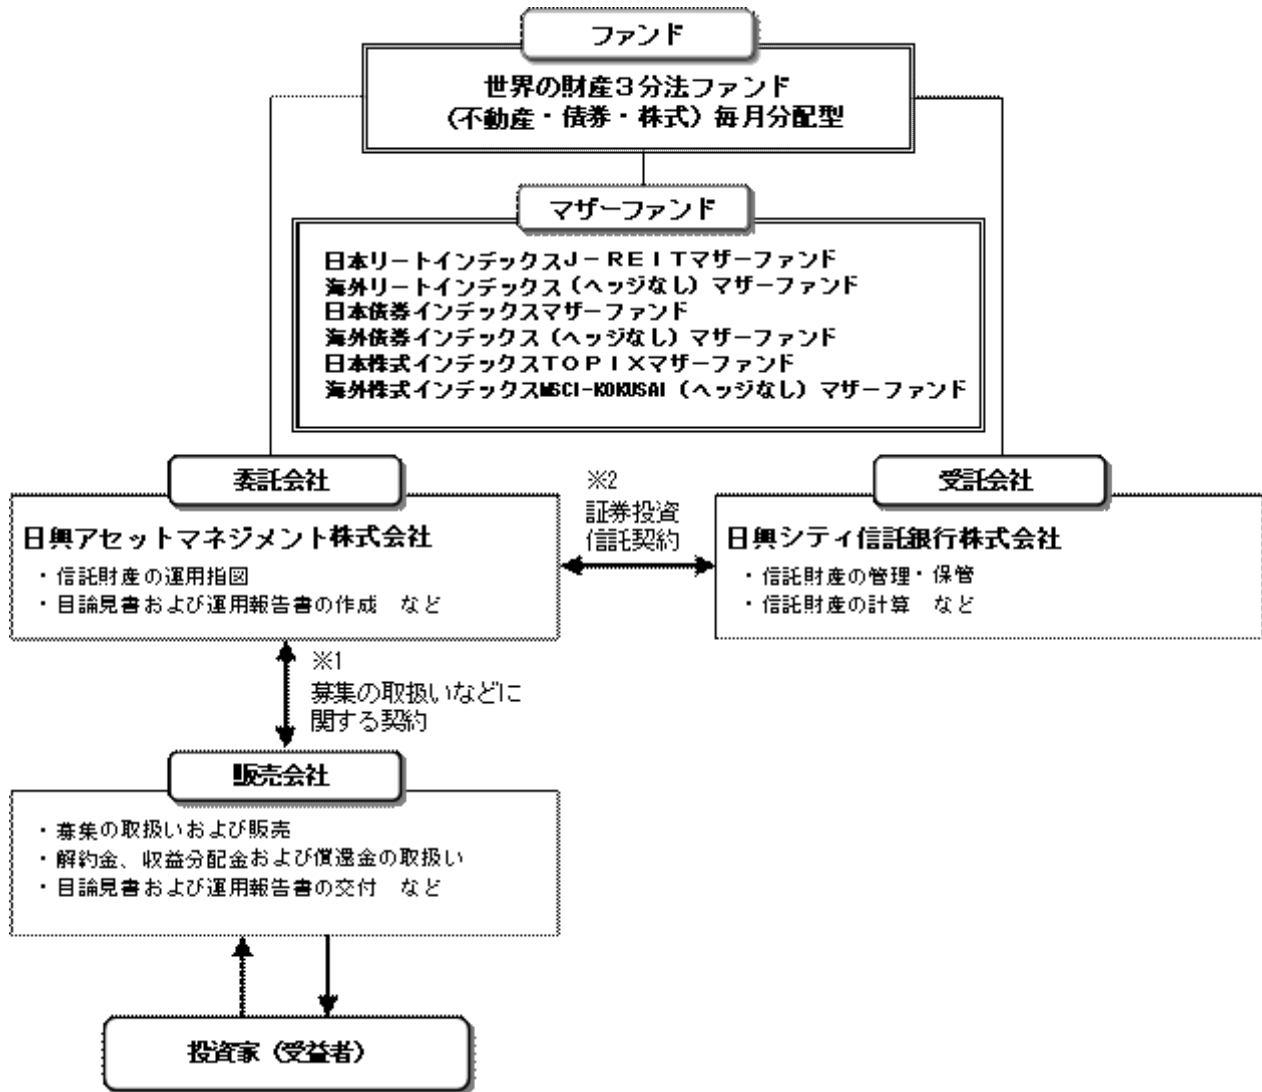 ファンド
世界の財産3分法ファンド
(不動産・債券・株式)毎月分配型
マザーファンド
日本リートインデックスJ-REITマザーファンド
海外リートインデックス(ヘッジなし)マザーファンド
日本債券インデックスマザーファンド
海外債券インデックス(ヘッジなし)マザーファンド
日本株式インデックスTOPIXマザーファンド
海外株式インデックスMSCI-KOKUSAI(ヘッジなし)マザーファンド
委託会社
日興アセットマネジメント株式会社
・信託財産の運用指図
・目論見書および運用報告書の作成 など
※2
証券投資
信託契約
受託会社
日興シティ信託銀行株式会社
・信託財産の管理・保管
・信託財産の計算 など
※1
募集の取扱いなどに
関する契約
販売会社
・募集の取扱いおよび販売
・解約金、収益分配金および償還金の取扱い
・目論見書および運用報告書の交付 など
投資家(受益者)